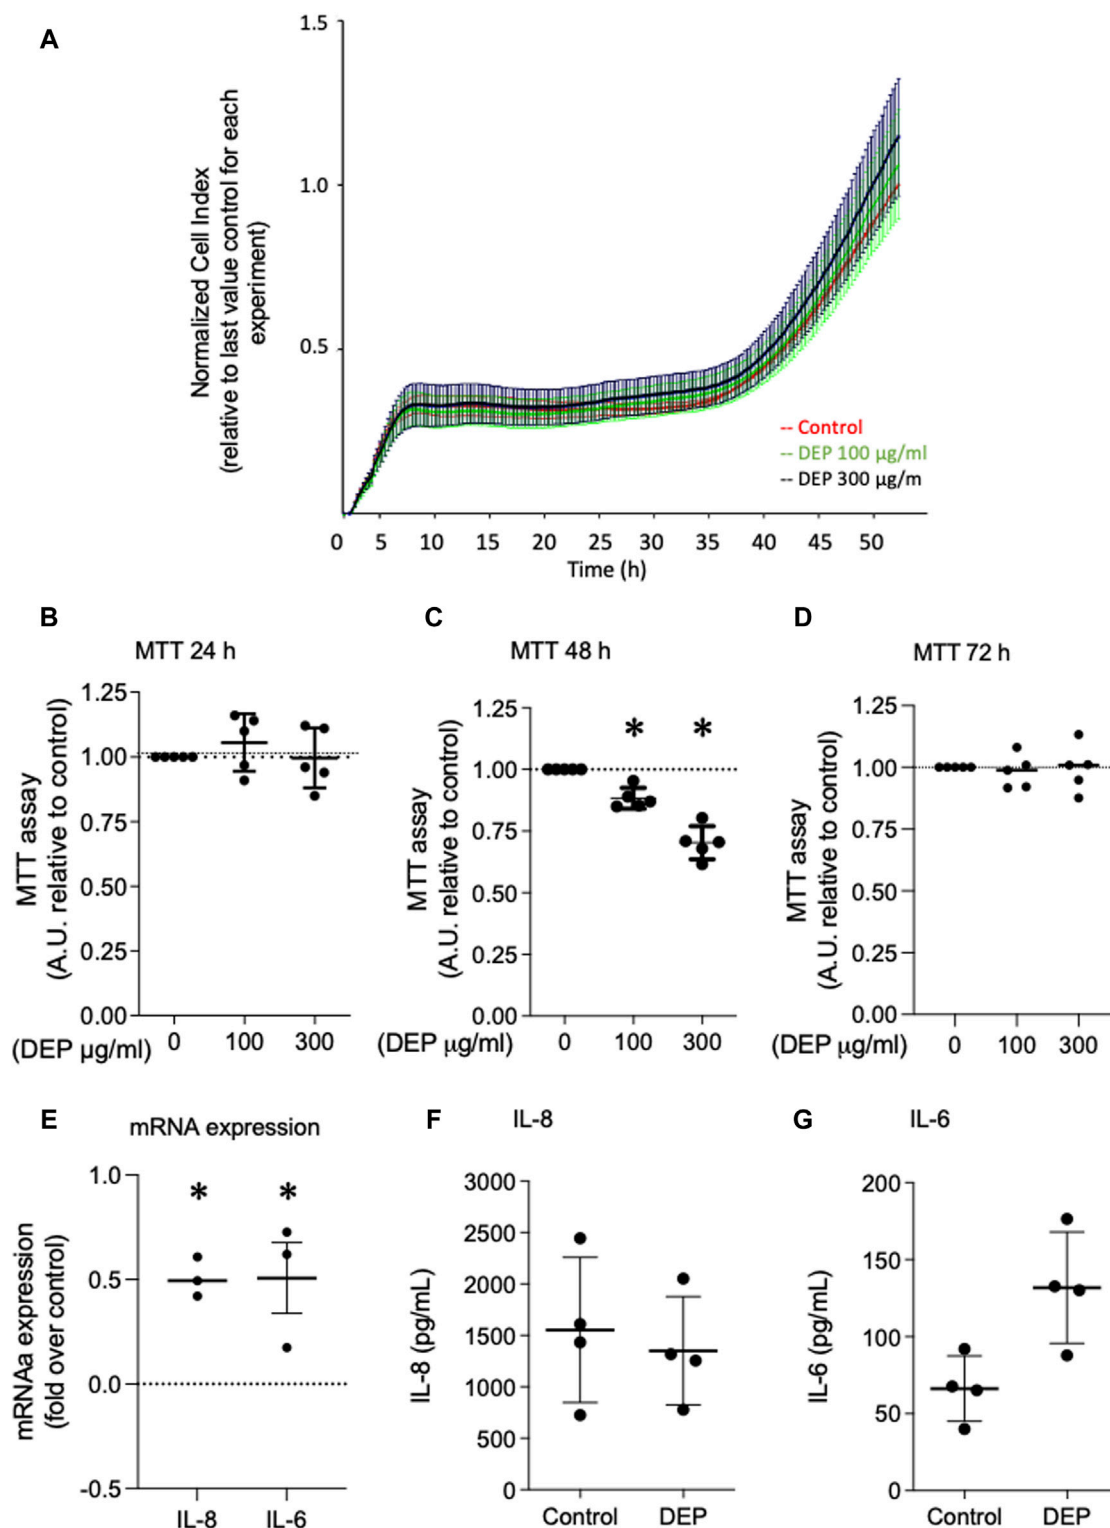 A
Normalized Cell Index
(relative to last value control for each
experiment)
1.5
1.0
0.5
-- Control
-- DEP 100 µg/ml
-- DEP 300 µg/m
0 5 10 15 20 25 30 35 40 45 50
Time (h)
B
MTT 24 h
MTT assay
(A.U. relative to control)
1.25
1.00
0.75
0.50
0.25
0.00
(DEP µg/ml) 0 100 300
C
MTT 48 h
MTT assay
(A.U. relative to control)
1.25
1.00
0.75
0.50
0.25
0.00
* *
(DEP µg/ml) 0 100 300
D
MTT 72 h
MTT assay
(A.U. relative to control)
1.25
1.00
0.75
0.50
0.25
0.00
(DEP µg/ml) 0 100 300
E
mRNA expression
mRNAa expression
(fold over control)
1.0
0.5
0.0
-0.5
* *
IL-8 IL-6
F
IL-8
IL-8 (pg/mL)
3000
2500
2000
1500
1000
500
0
Control DEP
G
IL-6
IL-6 (pg/mL)
200
150
100
50
0
Control DEP